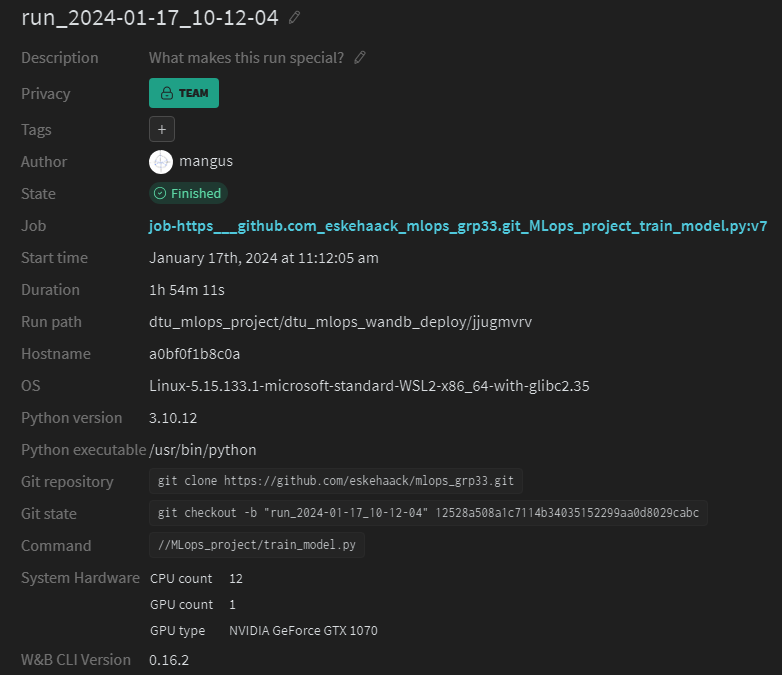 run_2024-01-17_10-12-04
Description What makes this run special?
Privacy TEAM
Tags +
Author mangus
State Finished
Job job-https___github.com_eskehaack_mlops_grp33.git_MLops_project_train_model.py:v7
Start time January 17th, 2024 at 11:12:05 am
Duration 1h 54m 11s
Run path dtu_mlops_project/dtu_mlops_wandb_deploy/jjugmvrv
Hostname a0bf0f1b8c0a
OS Linux-5.15.133.1-microsoft-standard-WSL2-x86_64-with-glibc2.35
Python version 3.10.12
Python executable /usr/bin/python
Git repository git clone https://github.com/eskehaack/mlops_grp33.git
Git state git checkout -b "run_2024-01-17_10-12-04" 12528a508a1c7114b34035152299aa0d8029cabc
Command //MLops_project/train_model.py
System Hardware CPU count 12
GPU count 1
GPU type NVIDIA GeForce GTX 1070
W&B CLI Version 0.16.2